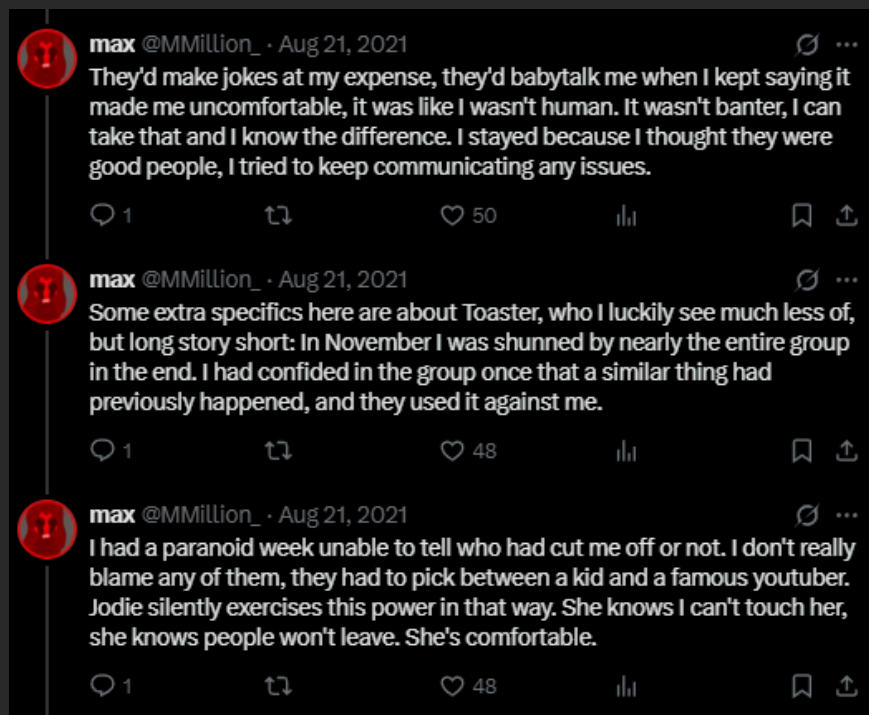 max @MMillion_ · Aug 21, 2021
They'd make jokes at my expense, they'd babytalk me when I kept saying it
made me uncomfortable, it was like I wasn't human. It wasn't banter, I can
take that and I know the difference. I stayed because I thought they were
good people, I tried to keep communicating any issues.
1 50
max @MMillion_ · Aug 21, 2021
Some extra specifics here are about Toaster, who I luckily see much less of,
but long story short: In November I was shunned by nearly the entire group
in the end. I had confided in the group once that a similar thing had
previously happened, and they used it against me.
1 48
max @MMillion_ · Aug 21, 2021
I had a paranoid week unable to tell who had cut me off or not. I don't really
blame any of them, they had to pick between a kid and a famous youtuber.
Jodie silently exercises this power in that way. She knows I can't touch her,
she knows people won't leave. She's comfortable.
1 48